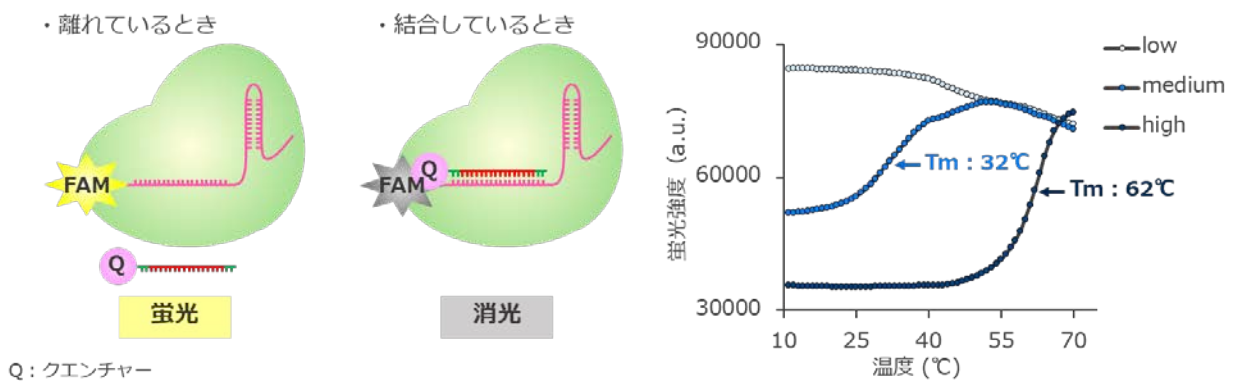 ・離れているとき
FAM
Q
蛍光
・結合しているとき
Q
FAM
消光
Q：クエンチャー
蛍光強度 (a.u.)
90000
60000
30000
10 25 40 55 70
温度 (℃)
low
medium
high
Tm：32℃
Tm：62℃